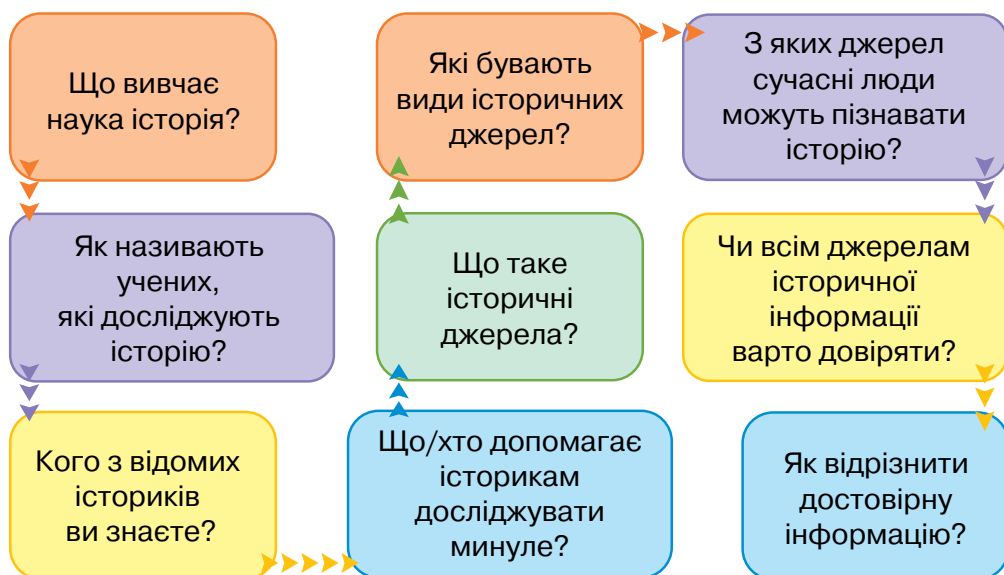 Що вивчає
наука історія?
Як називають
учених,
які досліджують
історію?
Кого з відомих
істориків
ви знаєте?
Що/хто допомагає
історикам
досліджувати
минуле?
Що таке
історичні
джерела?
Які бувають
види історичних
джерел?
З яких джерел
сучасні люди
можуть пізнавати
історію?
Чи всім джерелам
історичної
інформації
варто довіряти?
Як відрізнити
достовірну
інформацію?